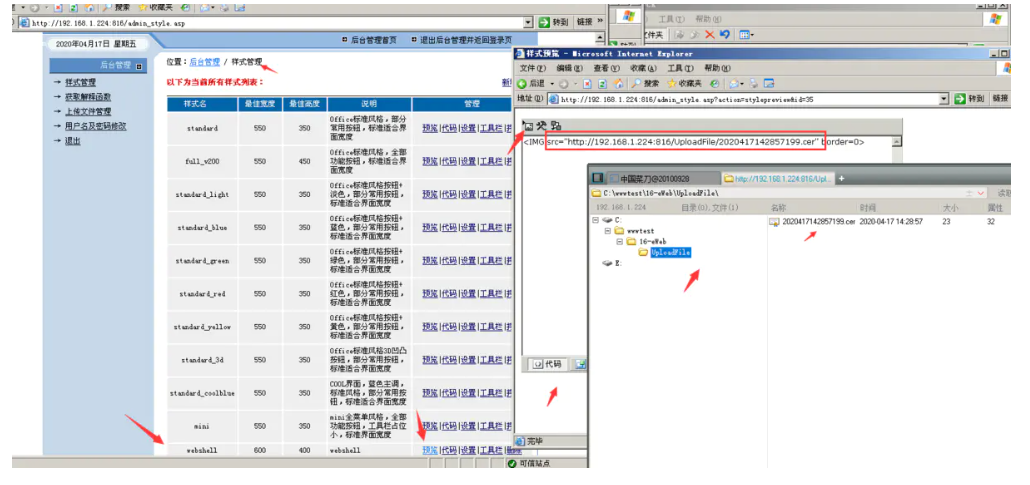 搜索 收藏夹
http://192.168.1.224:816/admin_style.asp 转到 链接 »
2020年04月17日 星期五
后台管理首页 退出后台管理并返回登录页
后台管理
→ 样式管理
→ 获取解释函数
→ 上传文件管理
→ 用户名及密码修改
→ 退出
位置：后台管理 / 样式管理
以下为当前所有样式列表：
样式名 最佳宽度 最佳高度 说明 管理
standard 550 350 Office标准风格，部分常用按钮，标准适合界面宽度 预览|代码|设置|工具栏|
full_v200 550 450 Office标准风格，全部功能按钮，标准适合界面宽度 预览|代码|设置|工具栏|
standard_light 550 350 Office标准风格按钮+淡色，部分常用按钮，标准适合界面宽度 预览|代码|设置|工具栏|
standard_blue 550 350 Office标准风格按钮+蓝色，部分常用按钮，标准适合界面宽度 预览|代码|设置|工具栏|
standard_green 550 350 Office标准风格按钮+绿色，部分常用按钮，标准适合界面宽度 预览|代码|设置|工具栏|
standard_red 550 350 Office标准风格按钮+红色，部分常用按钮，标准适合界面宽度 预览|代码|设置|工具栏|
standard_yellow 550 350 Office标准风格按钮+黄色，部分常用按钮，标准适合界面宽度 预览|代码|设置|工具栏|
standard_3d 550 350 Office标准风格3D凹凸按钮，部分常用按钮，标准适合界面宽度 预览|代码|设置|工具栏|
standard_coolblue 550 350 COOL界面，蓝色主调，标准风格，部分常用按钮，标准适合界面宽度 预览|代码|设置|工具栏|
mini 550 350 mini全菜单风格，全部功能按钮，工具栏占位小，标准界面宽度 预览|代码|设置|工具栏|
webshell 600 400 webshell 预览|代码|设置|工具栏|删除
工具(T) 帮助(H)
文件夹
样式预览 - Microsoft Internet Explorer
文件(F) 编辑(E) 查看(V) 收藏(A) 工具(T) 帮助(H)
后退 搜索 收藏夹
地址(D) http://192.168.1.224:816/admin_style.asp?action=stylepreview&id=35 转到 链接
<IMG src="http://192.168.1.224:816/UploadFile/2020417142857199.cer" border=0>
中国菜刀@20100928 http://192.168.1.224:816/Upl... +
C:\wwwtest\16-eWeb\UploadFile\
192.168.1.224 目录(0),文件(1) 名称 时间 大小 属性
C:
wwwtest
16-eWeb
UploadFile
E:
2020417142857199.cer 2020-04-17 14:28:57 23 32
代码
完毕
可信站点